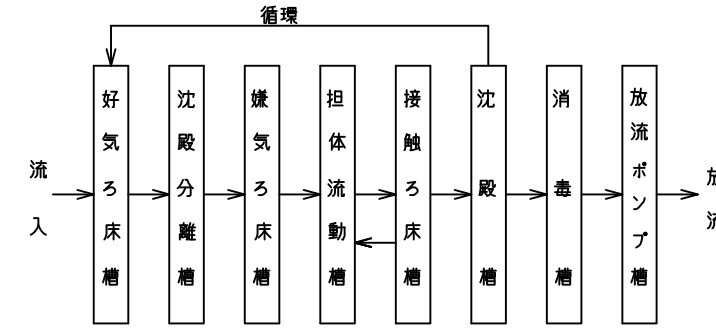 循環
流入
好気ろ床槽
沈殿分離槽
嫌気ろ床槽
担体流動槽
接触ろ床槽
沈殿槽
消毒槽
放流ポンプ槽
放流